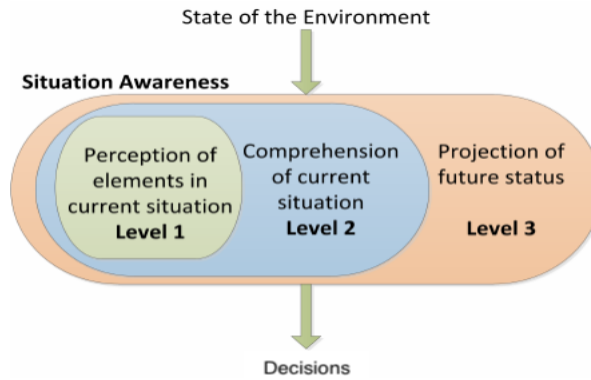 State of the Environment
Situation Awareness
Perception of
elements in
current situation
Level 1
Comprehension
of current
situation
Level 2
Projection of
future status
Level 3
Decisions